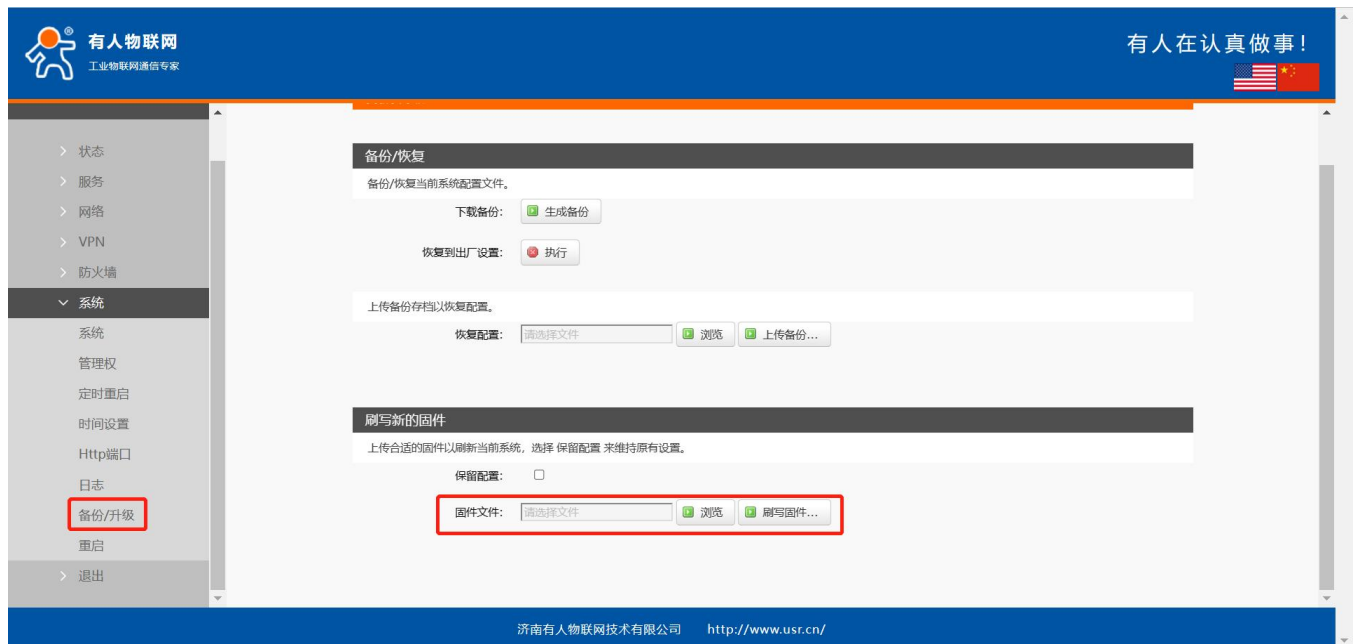 有人物联网
工业物联网通信专家
有人在认真做事!
状态
服务
网络
VPN
防火墙
系统
系统
管理权
定时重启
时间设置
Http端口
日志
备份/升级
重启
退出
备份/恢复
备份/恢复当前系统配置文件。
下载备份: 生成备份
恢复到出厂设置: 执行
上传备份存档以恢复配置。
恢复配置: 请选择文件 浏览 上传备份...
刷写新的固件
上传合适的固件以刷新当前系统，选择 保留配置 来维持原有设置。
保留配置:
固件文件: 请选择文件 浏览 刷写固件...
济南有人物联网技术有限公司 http://www.usr.cn/